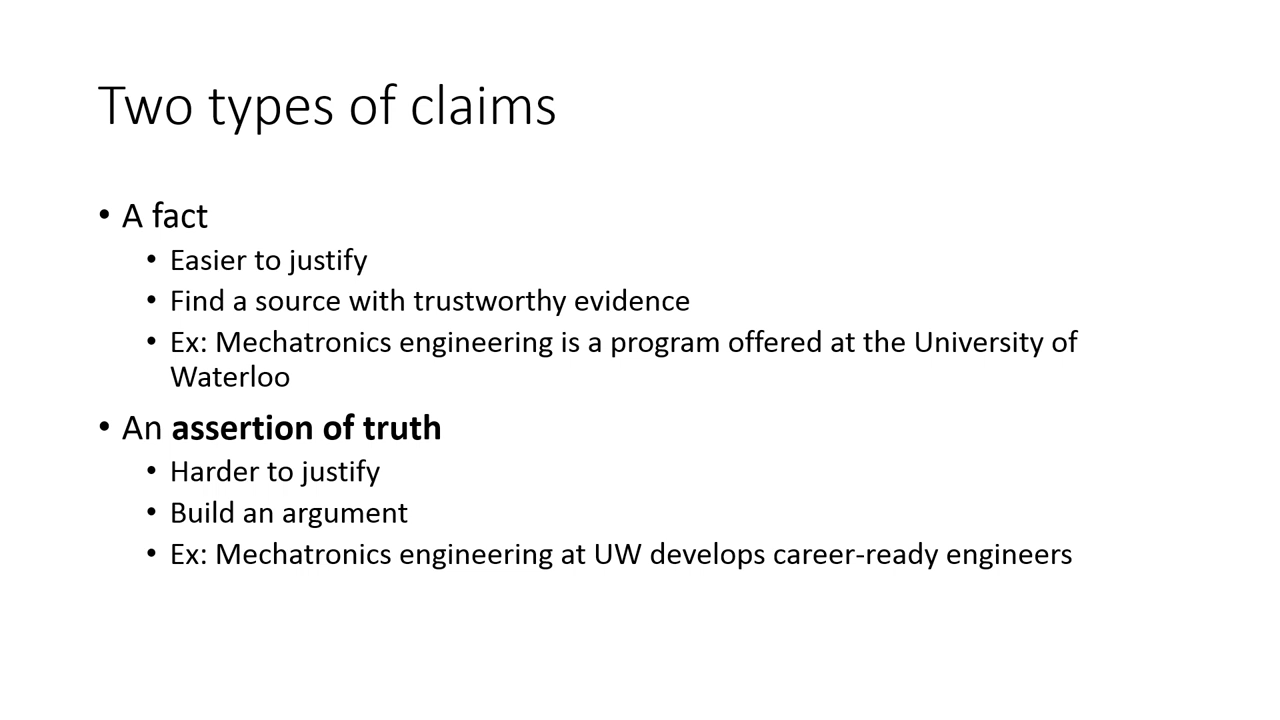 Two types of claims
• A fact
• Easier to justify
• Find a source with trustworthy evidence
• Ex: Mechatronics engineering is a program offered at the University of
Waterloo
• An assertion of truth
• Harder to justify
• Build an argument
• Ex: Mechatronics engineering at UW develops career-ready engineers